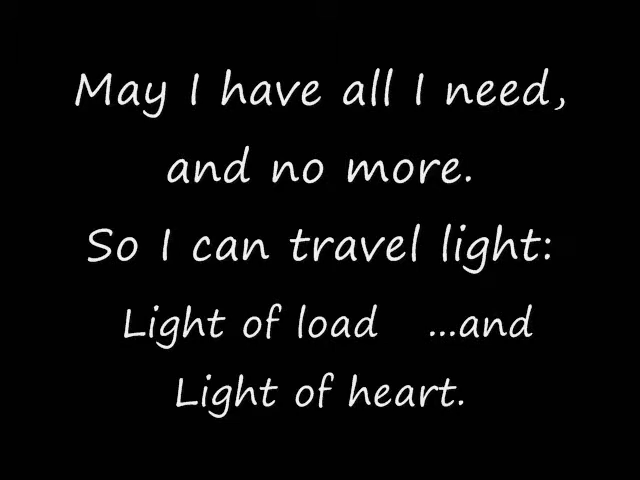 May I have all I need,
and no more.
So I can travel light:
Light of load ...and
Light of heart.